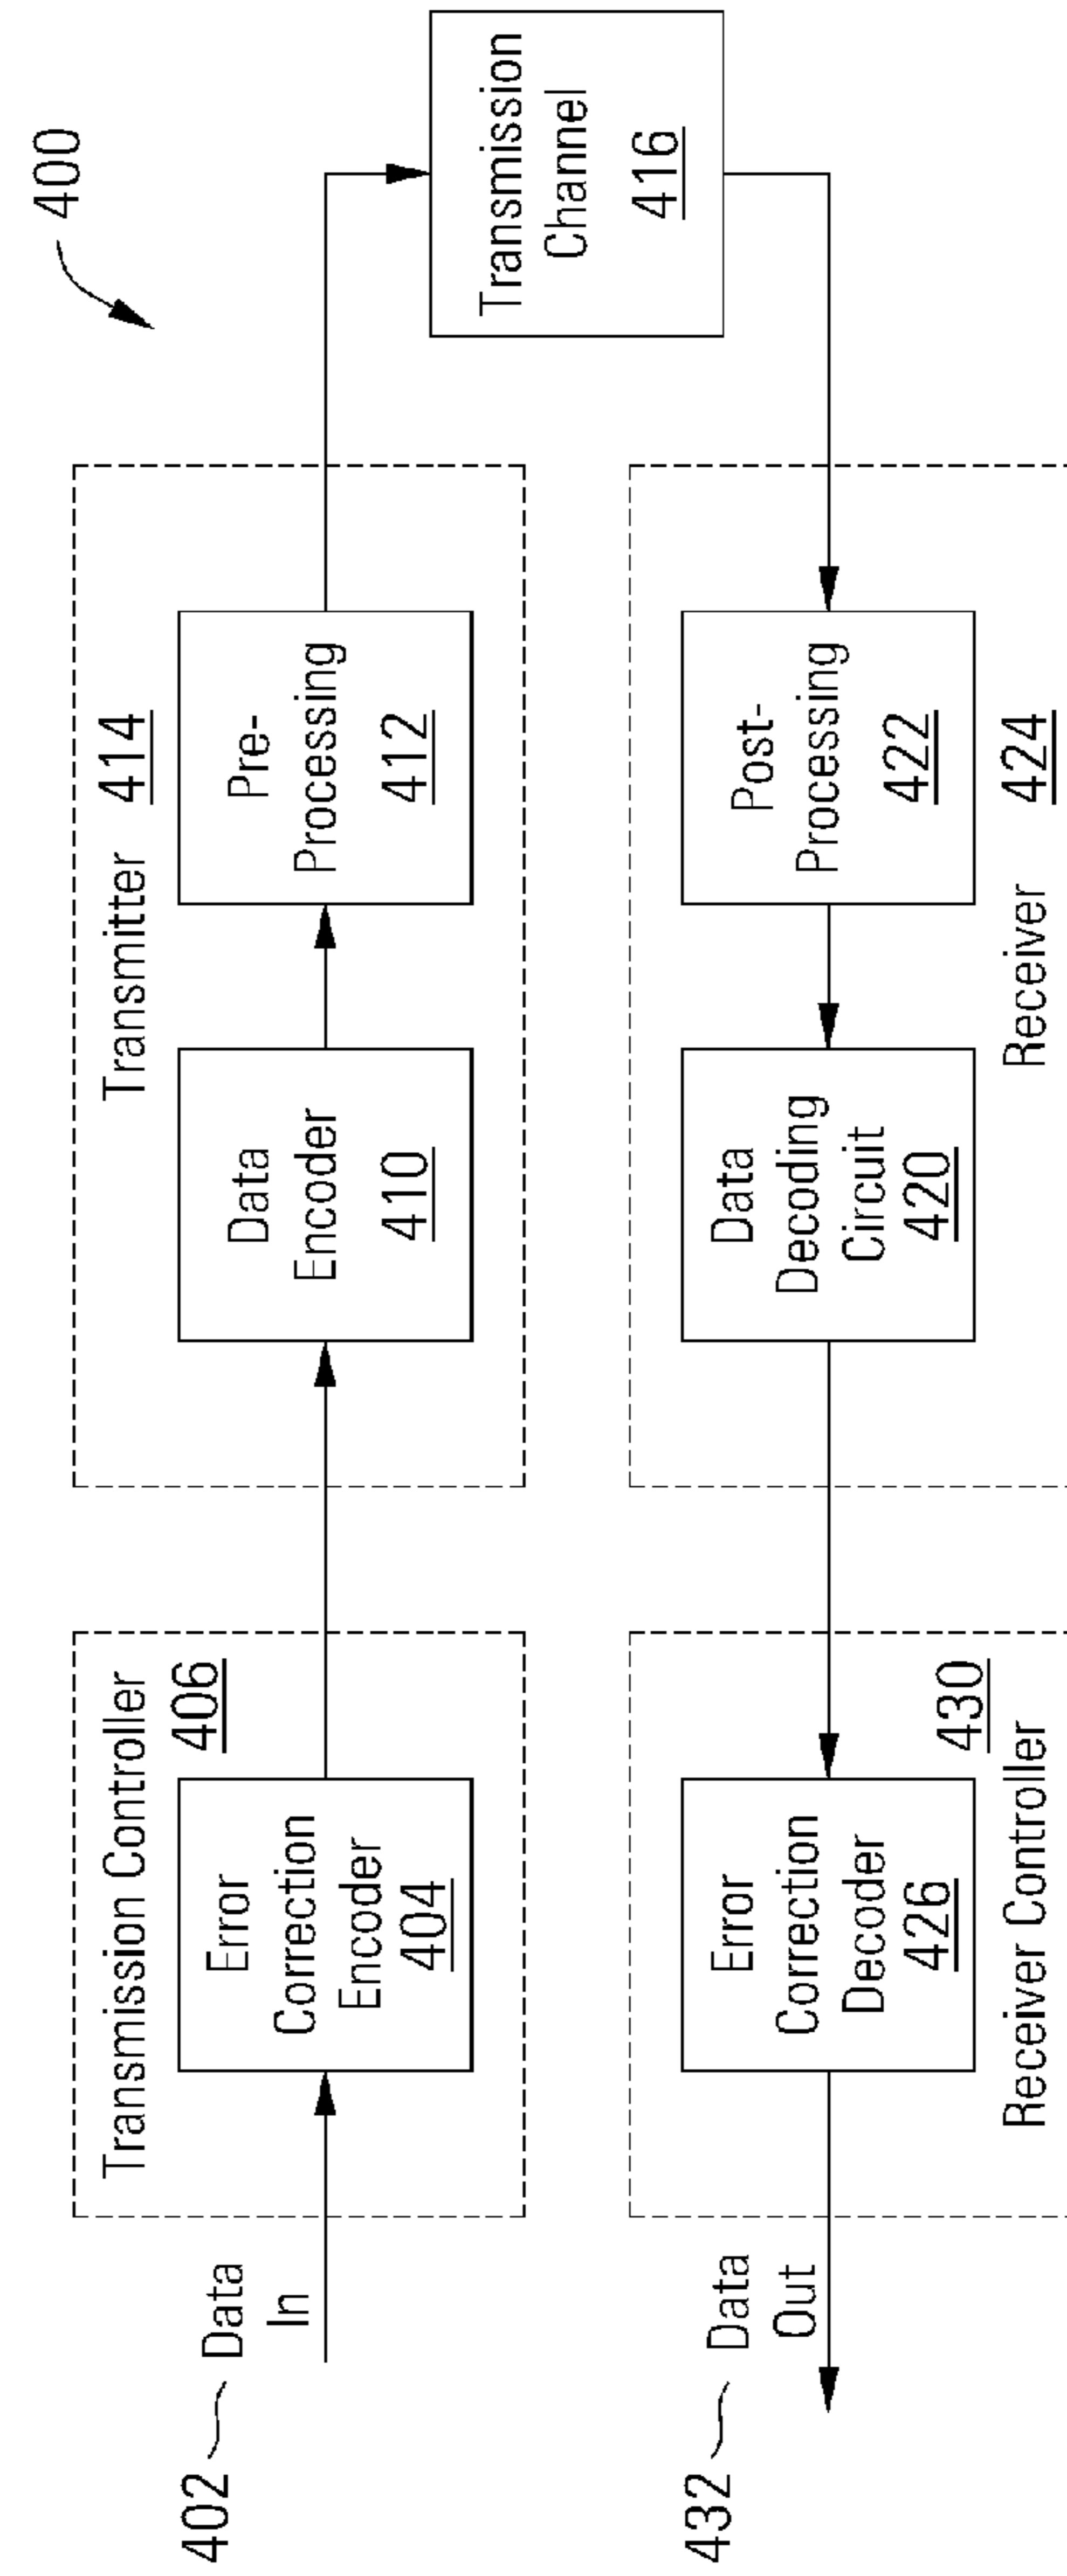 400
Transmission Controller
406
Transmitter 414
402
Data
In
Error
Correction
Encoder
404
Data
Encoder
410
Pre-
Processing
412
Transmission
Channel
416
432
Data
Out
Error
Correction
Decoder
426
Data
Decoding
Circuit
420
Post-
Processing
422
430
Receiver Controller
Receiver 424